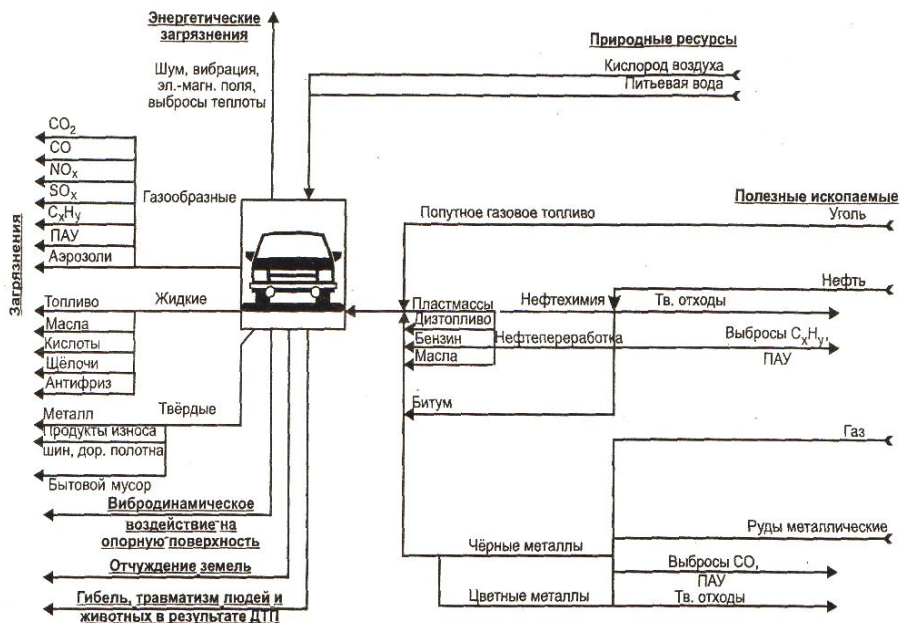 Энергетические
загрязнения
Шум, вибрация,
эл.-магн. поля,
выбросы теплоты
Природные ресурсы
Кислород воздуха
Питьевая вода
Загрязнения
CO₂
CO
NOₓ
SOₓ
CₓHᵧ
ПАУ
Аэрозоли
Газообразные
Топливо
Масла
Кислоты
Щёлочи
Антифриз
Жидкие
Металл
Продукты износа
шин, дор. полотна
Бытовой мусор
Твёрдые
Вибродинамическое
воздействие на
опорную поверхность
Отчуждение земель
Гибель, травматизм людей и
животных в результате ДТП
Полезные ископаемые
Попутное газовое топливо
Уголь
Нефть
Пластмассы
Нефтехимия
Тв. отходы
Дизтопливо
Бензин
Нефтепереработка
Выбросы CₓHᵧ,
ПАУ
Масла
Битум
Газ
Руды металлические
Чёрные металлы
Выбросы CO,
ПАУ
Цветные металлы
Тв. отходы